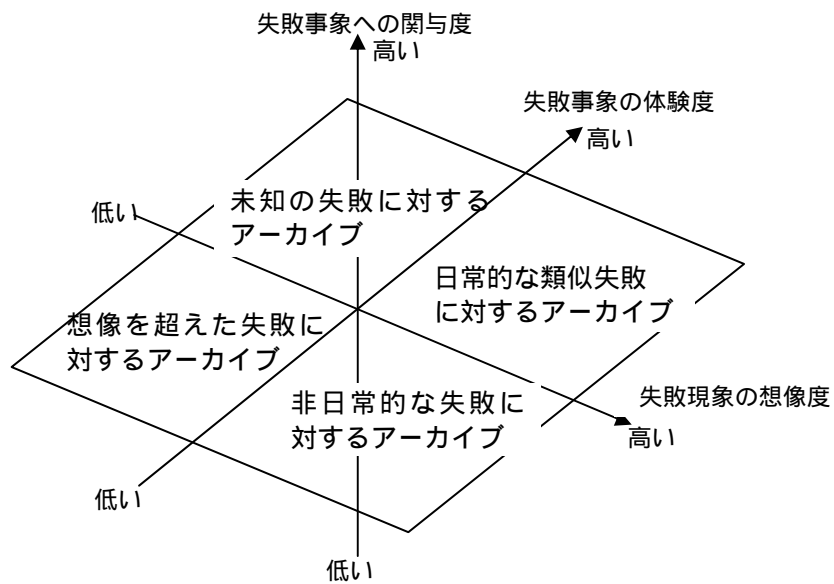 失敗事象への関与度
高い
失敗事象の体験度
高い
低い
未知の失敗に対する
アーカイブ
日常的な類似失敗
に対するアーカイブ
想像を超えた失敗に
対するアーカイブ
非日常的な失敗に
対するアーカイブ
失敗現象の想像度
高い
低い
低い